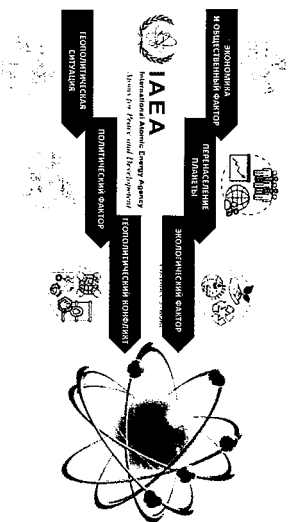 ЭКОНОМИКА
И ОБЩЕСТВЕННЫЙ ФАКТОР
ПЕРЕНАСЕЛЕНИЕ
ПЛАНЕТЫ
ЭКОЛОГИЧЕСКИЙ ФАКТОР
IAEA
International Atomic Energy Agency
Atoms for Peace and Development
ГЕОПОЛИТИЧЕСКАЯ
СИТУАЦИЯ
ПОЛИТИЧЕСКИЙ ФАКТОР
ГЕОПОЛИТИЧЕСКИЙ КОНФЛИКТ